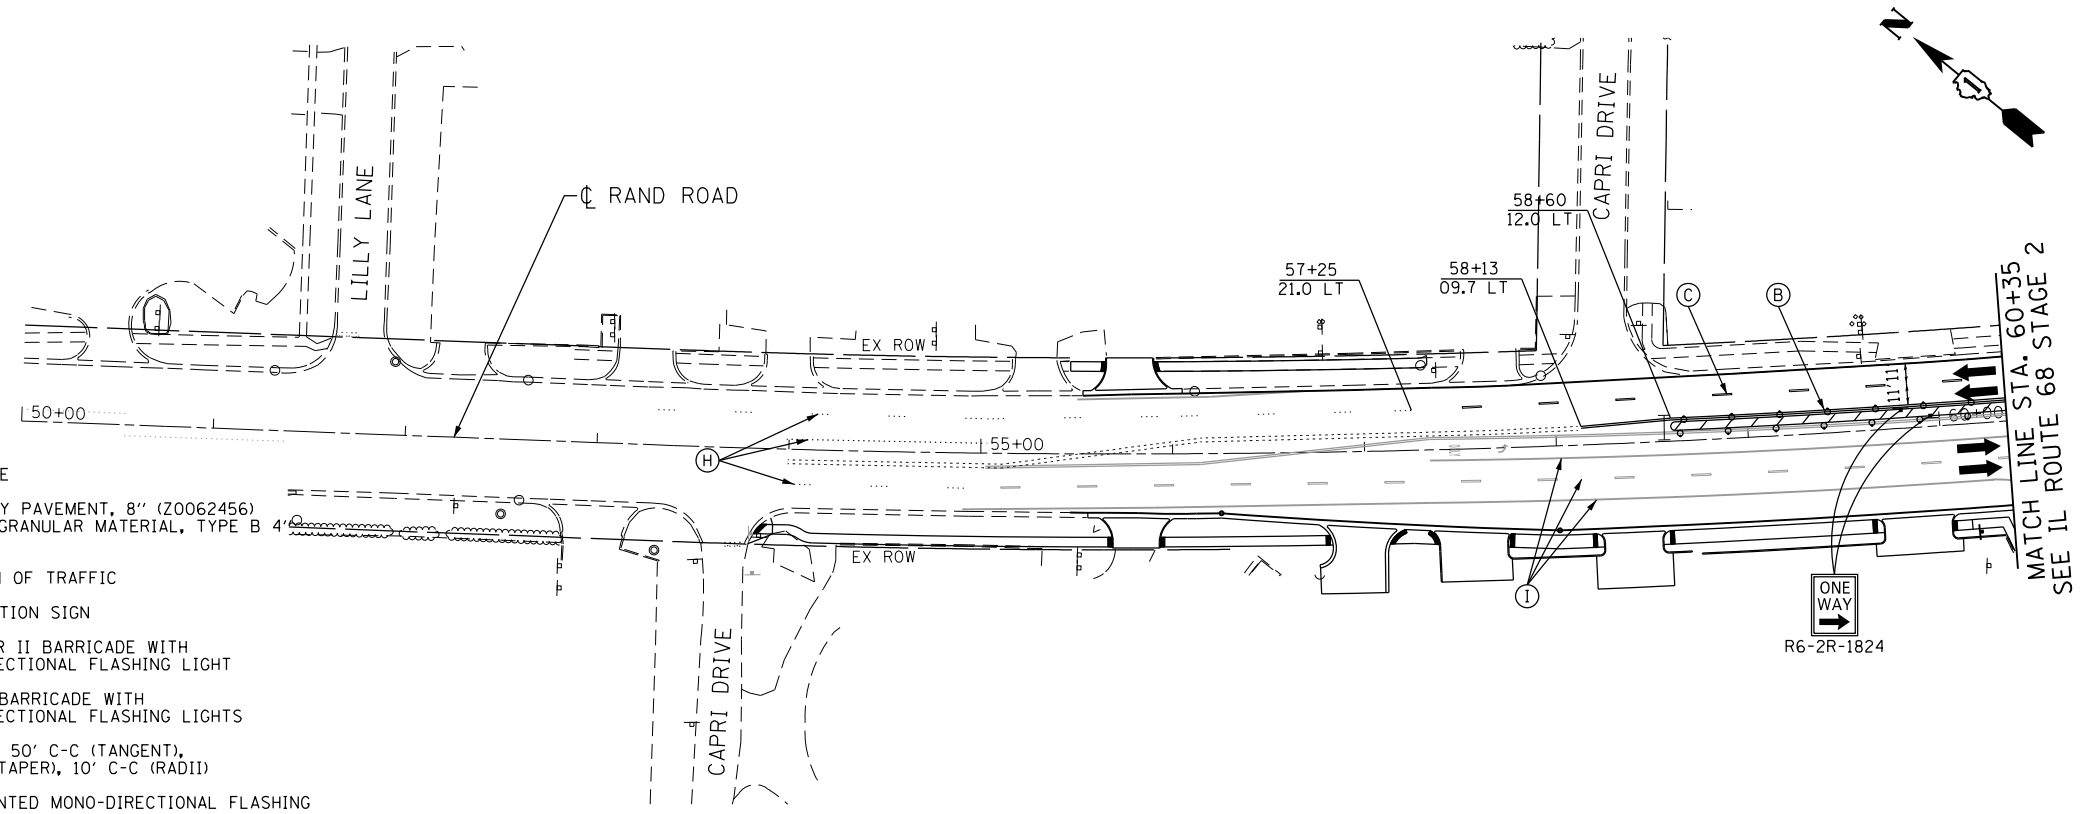 N
LILLY LANE
℄ RAND ROAD
CAPRI DRIVE
58+60
12.0 LT
57+25
21.0 LT
58+13
09.7 LT
C
B
EX ROW
11'
11'
50+00
55+00
60+00
H
MATCH LINE STA. 60+35
SEE IL ROUTE 68 STAGE 2
Y PAVEMENT, 8'' (Z0062456)
GRANULAR MATERIAL, TYPE B 4'
EX ROW
OF TRAFFIC
TION SIGN
R II BARRICADE WITH
ECTIONAL FLASHING LIGHT
BARRICADE WITH
ECTIONAL FLASHING LIGHTS
50' C-C (TANGENT),
TAPER), 10' C-C (RADII)
NTED MONO-DIRECTIONAL FLASHING
CAPRI DRIVE
I
ONE
WAY
R6-2R-1824